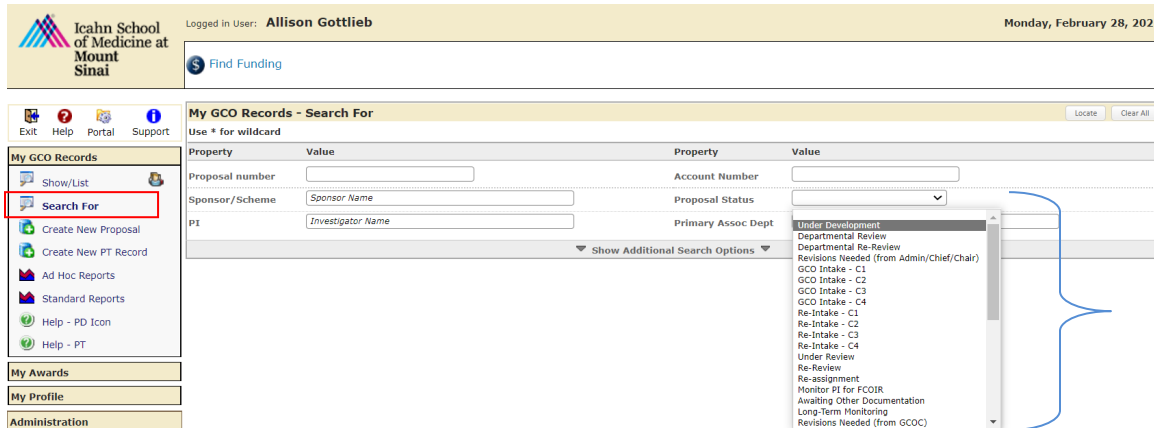 Icahn School
of Medicine at
Mount
Sinai
Logged in User: Allison Gottlieb
Monday, February 28, 202
$ Find Funding
Exit Help Portal Support
My GCO Records
Show/List
Search For
Create New Proposal
Create New PT Record
Ad Hoc Reports
Standard Reports
Help - PD Icon
Help - PT
My Awards
My Profile
Administration
My GCO Records - Search For
Locate Clear All
Use * for wildcard
Property Value Property Value
Proposal number Account Number
Sponsor/Scheme Sponsor Name Proposal Status
PI Investigator Name Primary Assoc Dept
Show Additional Search Options
Under Development
Departmental Review
Departmental Re-Review
Revisions Needed (from Admin/Chief/Chair)
GCO Intake - C1
GCO Intake - C2
GCO Intake - C3
GCO Intake - C4
Re-Intake - C1
Re-Intake - C2
Re-Intake - C3
Re-Intake - C4
Under Review
Re-Review
Re-assignment
Monitor PI for FCOIR
Awaiting Other Documentation
Long-Term Monitoring
Revisions Needed (from GCOC)